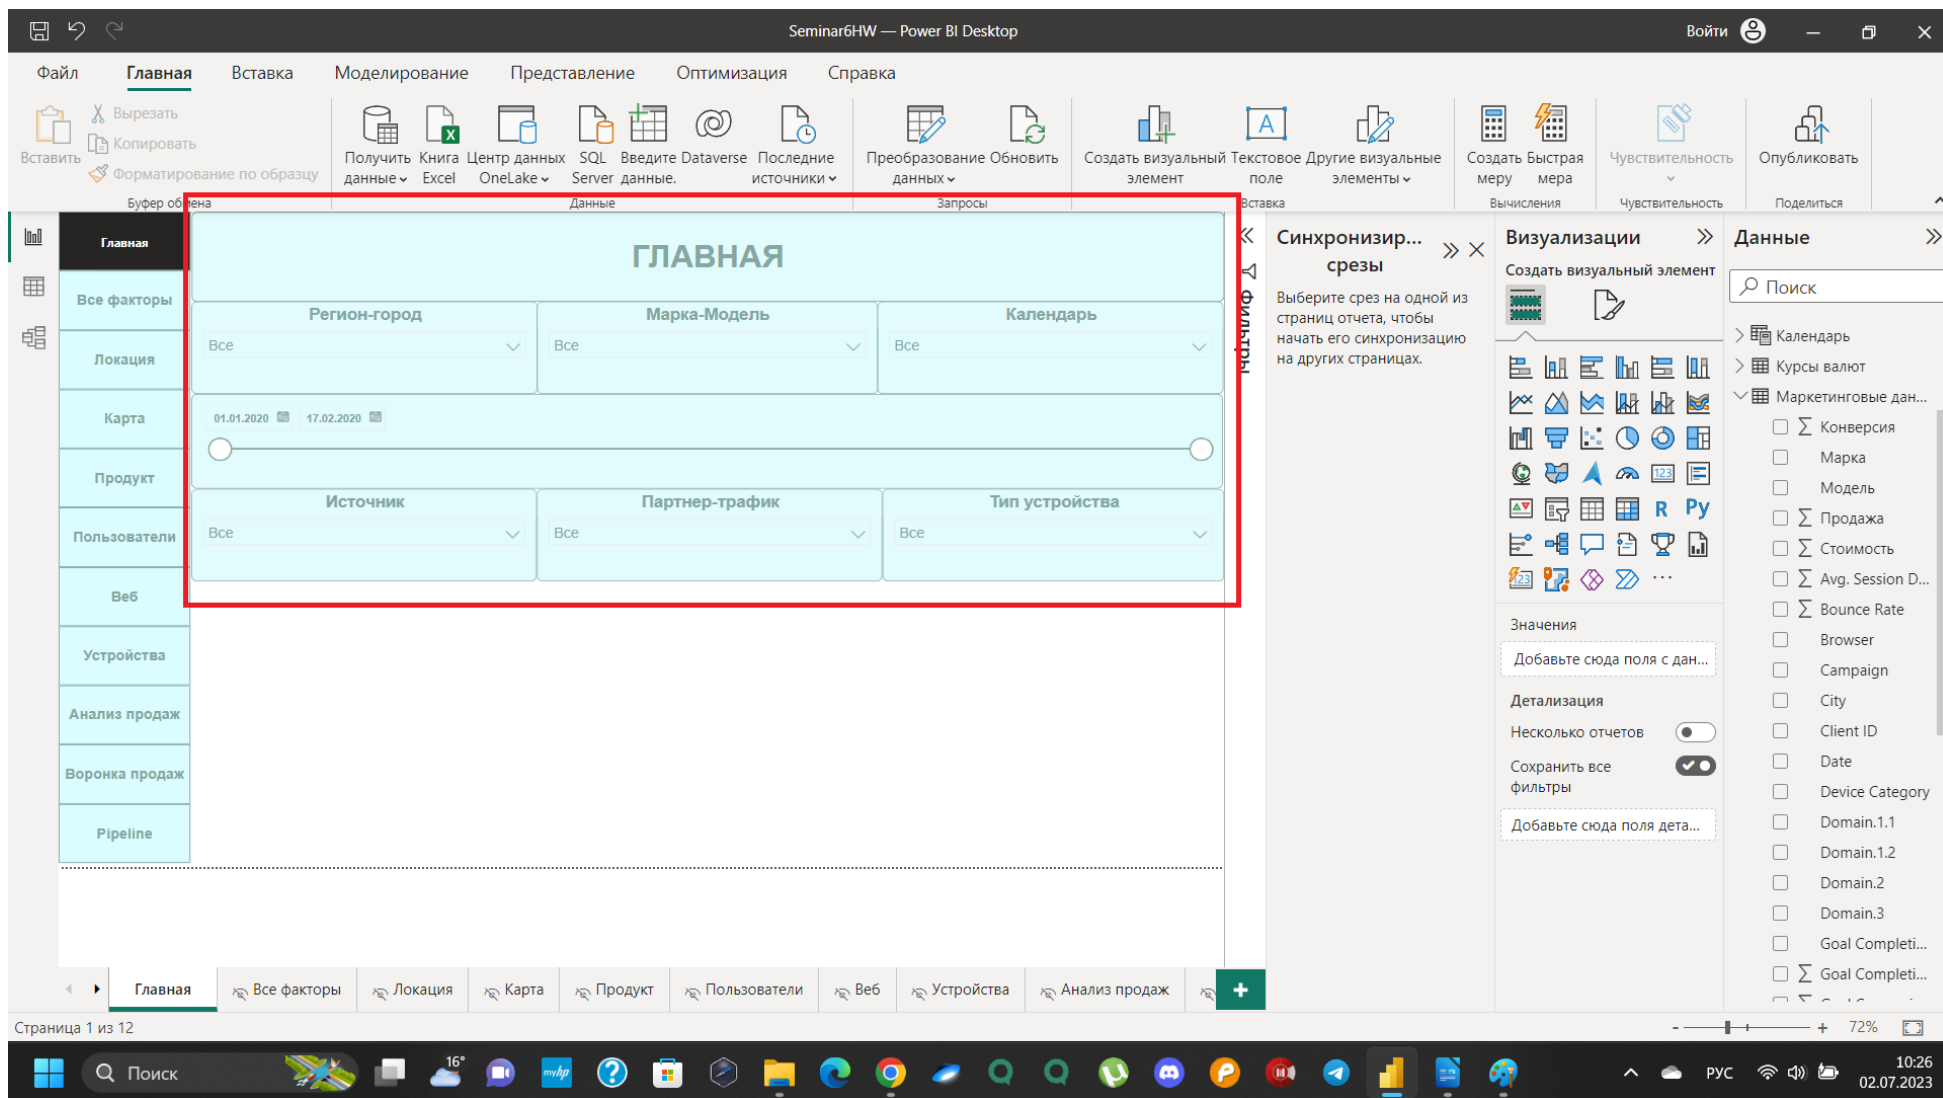 Seminar6HW — Power BI Desktop
Войти
Файл Главная Вставка Моделирование Представление Оптимизация Справка
Вставить
Вырезать
Копировать
Форматирование по образцу
Буфер обмена
Получить данные
Книга Excel
Центр данных OneLake
SQL Server
Введите данные.
Dataverse
Последние источники
Данные
Преобразование данных
Обновить
Запросы
Создать визуальный элемент
Текстовое поле
Другие визуальные элементы
Вставка
Создать меру
Быстрая мера
Вычисления
Чувствительность
Чувствительность
Опубликовать
Поделиться
Главная
Все факторы
Локация
Карта
Продукт
Пользователи
Веб
Устройства
Анализ продаж
Воронка продаж
Pipeline
ГЛАВНАЯ
Регион-город
Все
Марка-Модель
Все
Календарь
Все
01.01.2020 17.02.2020
Источник
Все
Партнер-трафик
Все
Тип устройства
Все
Фильтры
Синхронизир...
срезы
Выберите срез на одной из
страниц отчета, чтобы
начать его синхронизацию
на других страницах.
Визуализации
Создать визуальный элемент
123
R Py
123
Значения
Добавьте сюда поля с дан...
Детализация
Несколько отчетов
Сохранить все
фильтры
Добавьте сюда поля дета...
Данные
Поиск
Календарь
Курсы валют
Маркетинговые дан...
Конверсия
Марка
Модель
Продажа
Стоимость
Avg. Session D...
Bounce Rate
Browser
Campaign
City
Client ID
Date
Device Category
Domain.1.1
Domain.1.2
Domain.2
Domain.3
Goal Completi...
Goal Completi...
Главная Все факторы Локация Карта Продукт Пользователи Веб Устройства Анализ продаж
Страница 1 из 12
72%
Поиск
16°
myhp
РУС
10:26
02.07.2023